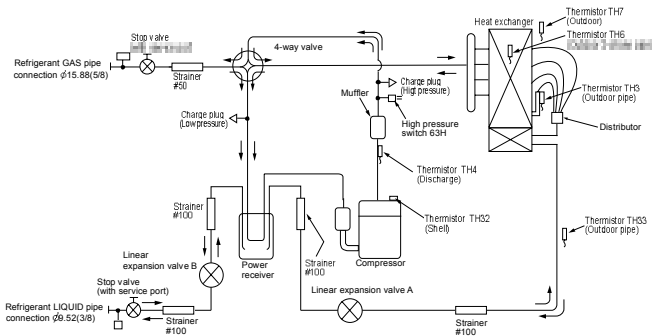 Stop valve
Refrigerant GAS pipe
connection ⌀15.88(5/8)
Strainer
#50
4-way valve
Charge plug
(Low pressure)
Charge plug
(Higt pressure)
Muffler
High pressure
switch 63H
Thermistor TH4
(Discharge)
Heat exchanger
Thermistor TH7
(Outdoor)
Thermistor TH6
Thermistor TH3
(Outdoor pipe)
Distributor
Thermistor TH33
(Outdoor pipe)
Thermistor TH32
(Shell)
Compressor
Strainer
#100
Strainer
#100
Power
receiver
Linear
expansion valve B
Linear expansion valve A
Stop valve
(with service port)
Refrigerant LIQUID pipe
connection ⌀9.52(3/8)
Strainer
#100
Strainer
#100